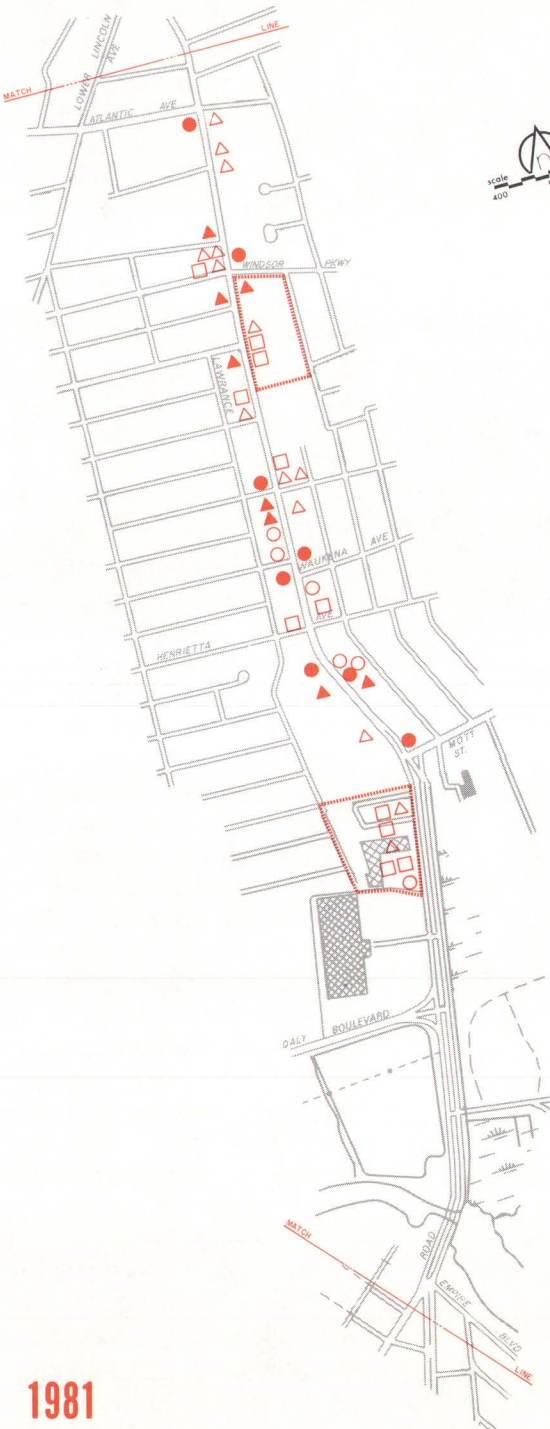 LOWER LINCOLN
AVE
MATCH LINE
ATLANTIC AVE
scale
400
WINDSOR PKWY
LAWRANCE
WAUKANA AVE
AVE
HENRIETTA
MOTT
ST.
DALY BOULEVARD
MATCH
ROAD
EMPIRE
BLVD
LINE
1981